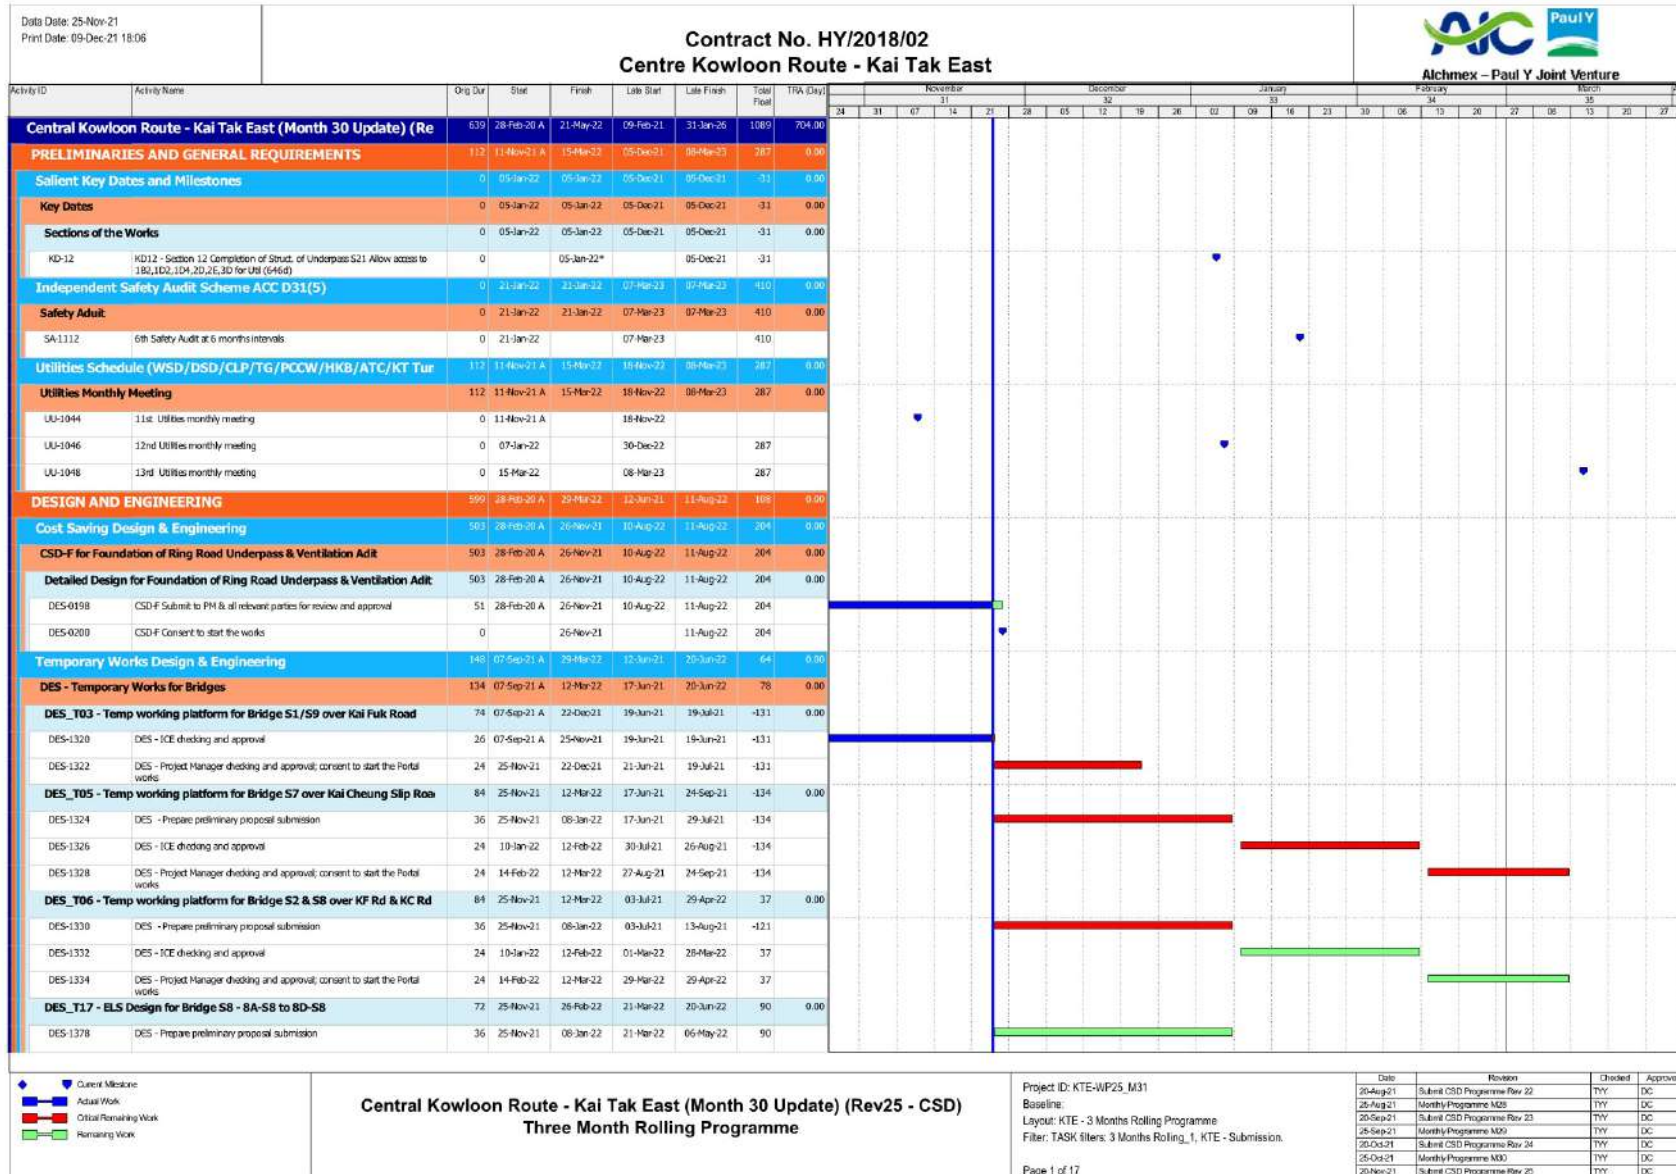 Data Date: 25-Nov-21
Print Date: 09-Dec-21 18:06
Contract No. HY/2018/02
Centre Kowloon Route - Kai Tak East
AJC
Paul Y
Alchmex – Paul Y Joint Venture
Activity ID Activity Name Orig Dur Start Finish Late Start Late Finish Total Float TRA (Day)
November December January February March
31 32 33 34 35
24 31 07 14 21 28 05 12 19 26 02 09 16 23 30 06 13 20 27 06 13 20 27
Central Kowloon Route - Kai Tak East (Month 30 Update) (Re 639 28-Feb-20 A 21-May-22 09-Feb-21 31-Jan-26 1089 704.00
PRELIMINARIES AND GENERAL REQUIREMENTS 112 11-Nov-21 A 15-Mar-22 05-Dec-21 08-Mar-23 287 0.00
Salient Key Dates and Milestones 0 05-Jan-22 05-Jan-22 05-Dec-21 05-Dec-21 -31 0.00
Key Dates 0 05-Jan-22 05-Jan-22 05-Dec-21 05-Dec-21 -31 0.00
Sections of the Works 0 05-Jan-22 05-Jan-22 05-Dec-21 05-Dec-21 -31 0.00
KD-12 KD12 - Section 12 Completion of Struct. of Underpass S21 Allow access to 0 05-Jan-22* 05-Dec-21 -31
1B2,1D2,1D4,2D,2E,3D for Util (646d)
Independent Safety Audit Scheme ACC D31(5) 0 21-Jan-22 21-Jan-22 07-Mar-23 07-Mar-23 410 0.00
Safety Aduit 0 21-Jan-22 21-Jan-22 07-Mar-23 07-Mar-23 410 0.00
SA-1112 6th Safety Audit at 6 months intervals 0 21-Jan-22 07-Mar-23 410
Utilities Schedule (WSD/DSD/CLP/TG/PCCW/HKB/ATC/KT Tur 112 11-Nov-21 A 15-Mar-22 18-Nov-22 08-Mar-23 287 0.00
Utilities Monthly Meeting 112 11-Nov-21 A 15-Mar-22 18-Nov-22 08-Mar-23 287 0.00
UU-1044 11st Utilities monthly meeting 0 11-Nov-21 A 18-Nov-22
UU-1046 12nd Utilities monthly meeting 0 07-Jan-22 30-Dec-22 287
UU-1048 13rd Utilities monthly meeting 0 15-Mar-22 08-Mar-23 287
DESIGN AND ENGINEERING 599 28-Feb-20 A 29-Mar-22 12-Jun-21 11-Aug-22 108 0.00
Cost Saving Design & Engineering 503 28-Feb-20 A 26-Nov-21 10-Aug-22 11-Aug-22 204 0.00
CSD-F for Foundation of Ring Road Underpass & Ventilation Adit 503 28-Feb-20 A 26-Nov-21 10-Aug-22 11-Aug-22 204 0.00
Detailed Design for Foundation of Ring Road Underpass & Ventilation Adit 503 28-Feb-20 A 26-Nov-21 10-Aug-22 11-Aug-22 204 0.00
DES-0198 CSD-F Submit to PM & all relevant parties for review and approval 51 28-Feb-20 A 26-Nov-21 10-Aug-22 11-Aug-22 204
DES-0200 CSD-F Consent to start the works 0 26-Nov-21 11-Aug-22 204
Temporary Works Design & Engineering 148 07-Sep-21 A 29-Mar-22 12-Jun-21 20-Jun-22 64 0.00
DES - Temporary Works for Bridges 134 07-Sep-21 A 12-Mar-22 17-Jun-21 20-Jun-22 78 0.00
DES_T03 - Temp working platform for Bridge S1/S9 over Kai Fuk Road 74 07-Sep-21 A 22-Dec-21 19-Jun-21 19-Jul-21 -131 0.00
DES-1320 DES - ICE checking and approval 26 07-Sep-21 A 25-Nov-21 19-Jun-21 19-Jun-21 -131
DES-1322 DES - Project Manager checking and approval; consent to start the Portal 24 25-Nov-21 22-Dec-21 21-Jun-21 19-Jul-21 -131
works
DES_T05 - Temp working platform for Bridge S7 over Kai Cheung Slip Roa 84 25-Nov-21 12-Mar-22 17-Jun-21 24-Sep-21 -134 0.00
DES-1324 DES - Prepare preliminary proposal submission 36 25-Nov-21 08-Jan-22 17-Jun-21 29-Jul-21 -134
DES-1326 DES - ICE checking and approval 24 10-Jan-22 12-Feb-22 30-Jul-21 26-Aug-21 -134
DES-1328 DES - Project Manager checking and approval; consent to start the Portal 24 14-Feb-22 12-Mar-22 27-Aug-21 24-Sep-21 -134
works
DES_T06 - Temp working platform for Bridge S2 & S8 over KF Rd & KC Rd 84 25-Nov-21 12-Mar-22 03-Jul-21 29-Apr-22 37 0.00
DES-1330 DES - Prepare preliminary proposal submission 36 25-Nov-21 08-Jan-22 03-Jul-21 13-Aug-21 -121
DES-1332 DES - ICE checking and approval 24 10-Jan-22 12-Feb-22 01-Mar-22 28-Mar-22 37
DES-1334 DES - Project Manager checking and approval; consent to start the Portal 24 14-Feb-22 12-Mar-22 29-Mar-22 29-Apr-22 37
works
DES_T17 - ELS Design for Bridge S8 - 8A-S8 to 8D-S8 72 25-Nov-21 26-Feb-22 21-Mar-22 20-Jun-22 90 0.00
DES-1378 DES - Prepare preliminary proposal submission 36 25-Nov-21 08-Jan-22 21-Mar-22 06-May-22 90
Current Milestone
Actual Work
Critical Remaining Work
Remaining Work
Central Kowloon Route - Kai Tak East (Month 30 Update) (Rev25 - CSD)
Three Month Rolling Programme
Project ID: KTE-WP25_M31
Baseline:
Layout: KTE - 3 Months Rolling Programme
Filter: TASK filters: 3 Months Rolling_1, KTE - Submission.
Page 1 of 17
Date Revision Checked Approve
20-Aug-21 Submit CSD Programme Rev 22 TYY DC
25-Aug-21 Monthly Programme M28 TYY DC
20-Sep-21 Submit CSD Programme Rev 23 TYY DC
25-Sep-21 Monthly Programme M29 TYY DC
20-Oct-21 Submit CSD Programme Rev 24 TYY DC
25-Oct-21 Monthly Programme M30 TYY DC
20-Nov-21 Submit CSD Programme Rev 25 TYY DC